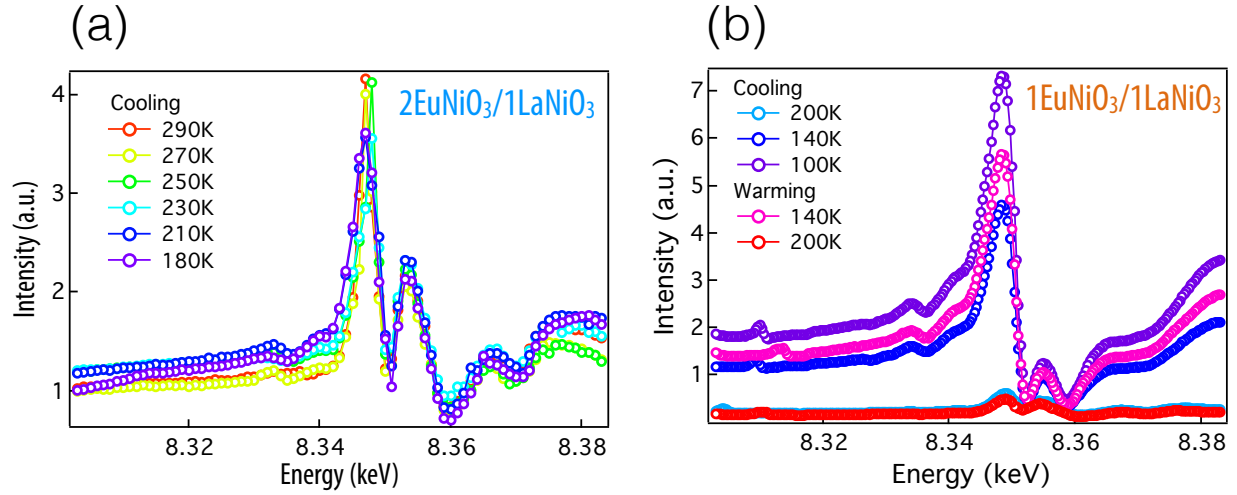 (a)
2EuNiO₃/1LaNiO₃
Cooling
290K
270K
250K
230K
210K
180K
Intensity (a.u.)
4
3
2
1
8.32
8.34
8.36
8.38
Energy (keV)
(b)
1EuNiO₃/1LaNiO₃
Cooling
200K
140K
100K
Warming
140K
200K
Intensity (a.u.)
7
6
5
4
3
2
1
8.32
8.34
8.36
8.38
Energy (keV)